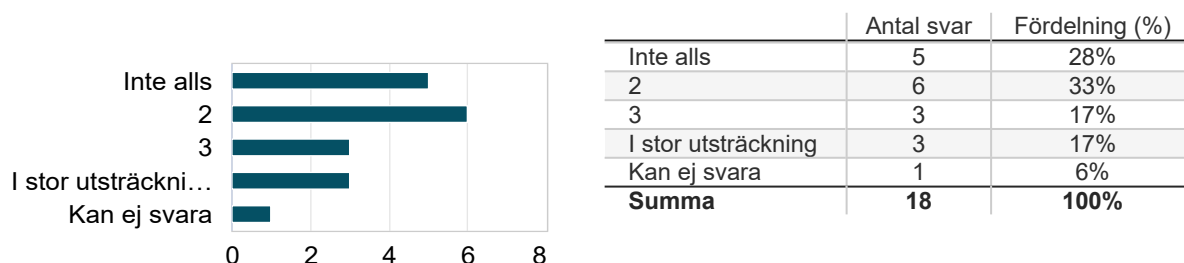 Inte alls
2
3
I stor utsträckni…
Kan ej svara
0 2 4 6 8
Antal svar Fördelning (%)
Inte alls 5 28%
2 6 33%
3 3 17%
I stor utsträckning 3 17%
Kan ej svara 1 6%
Summa 18 100%